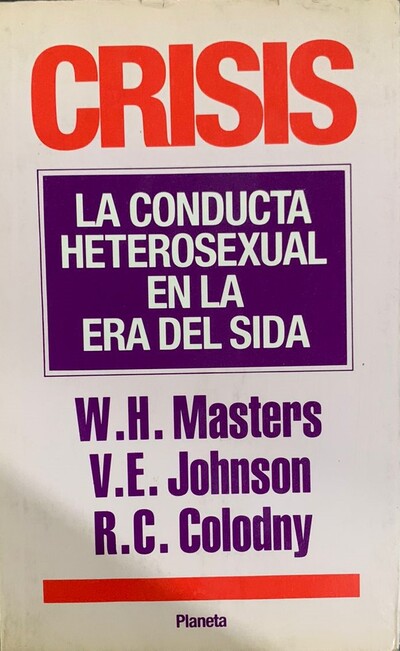 CRISIS
LA CONDUCTA
HETEROSEXUAL
EN LA
ERA DEL SIDA
W.H. Masters
V.E. Johnson
R.C. Colodny
Planeta